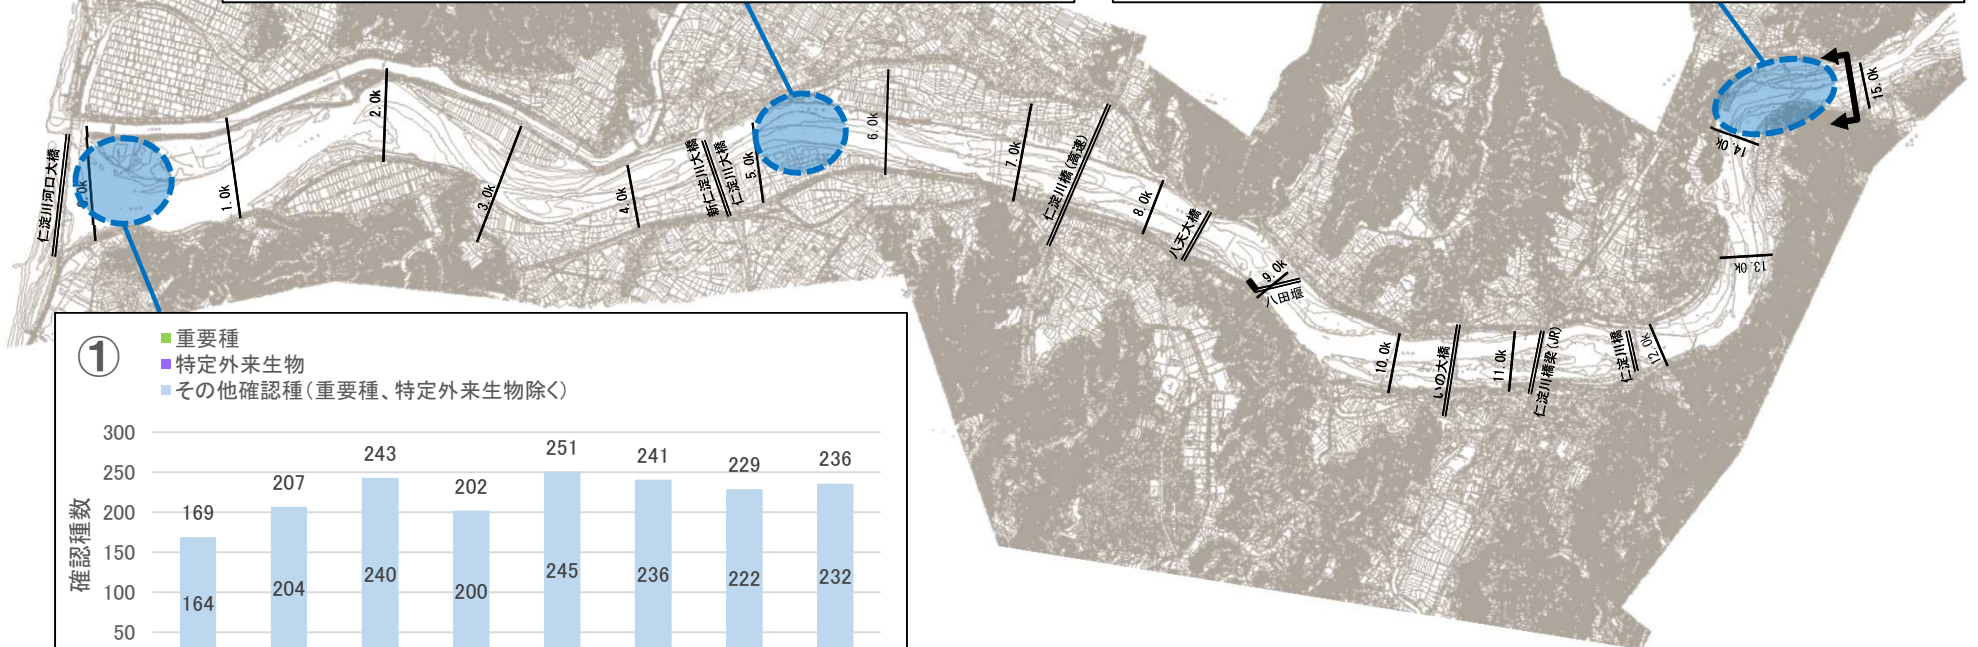 仁淀川河口大橋
1.0k
2.0k
3.0k
4.0k
新仁淀川大橋
仁淀川大橋
5.0k
6.0k
7.0k
仁淀川橋(高速)
8.0k
八天大橋
9.0k
八田堰
10.0k
いの大橋
11.0k
仁淀川橋梁(JR)
仁淀川橋
12.0k
13.0k
14.0k
15.0k
①
重要種
特定外来生物
その他確認種(重要種、特定外来生物除く)
確認種数
300
250
200
150
100
50
169 207 243 202 251 241 229 236
164 204 240 200 245 236 222 232